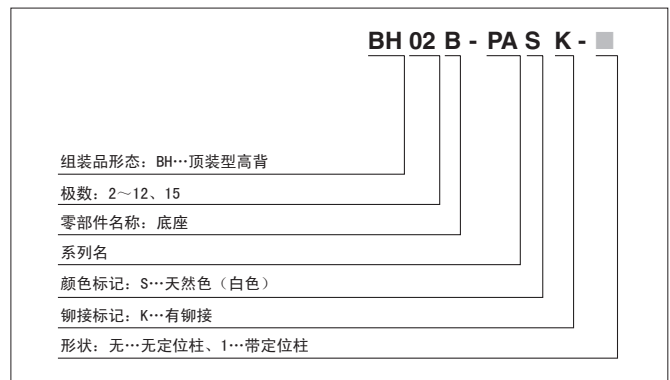 BH 02 B - PA S K - ■
组装品形态：BH…顶装型高背
极数：2～12、15
零部件名称：底座
系列名
颜色标记：S…天然色（白色）
铆接标记：K…有铆接
形状：无…无定位柱、1…带定位柱